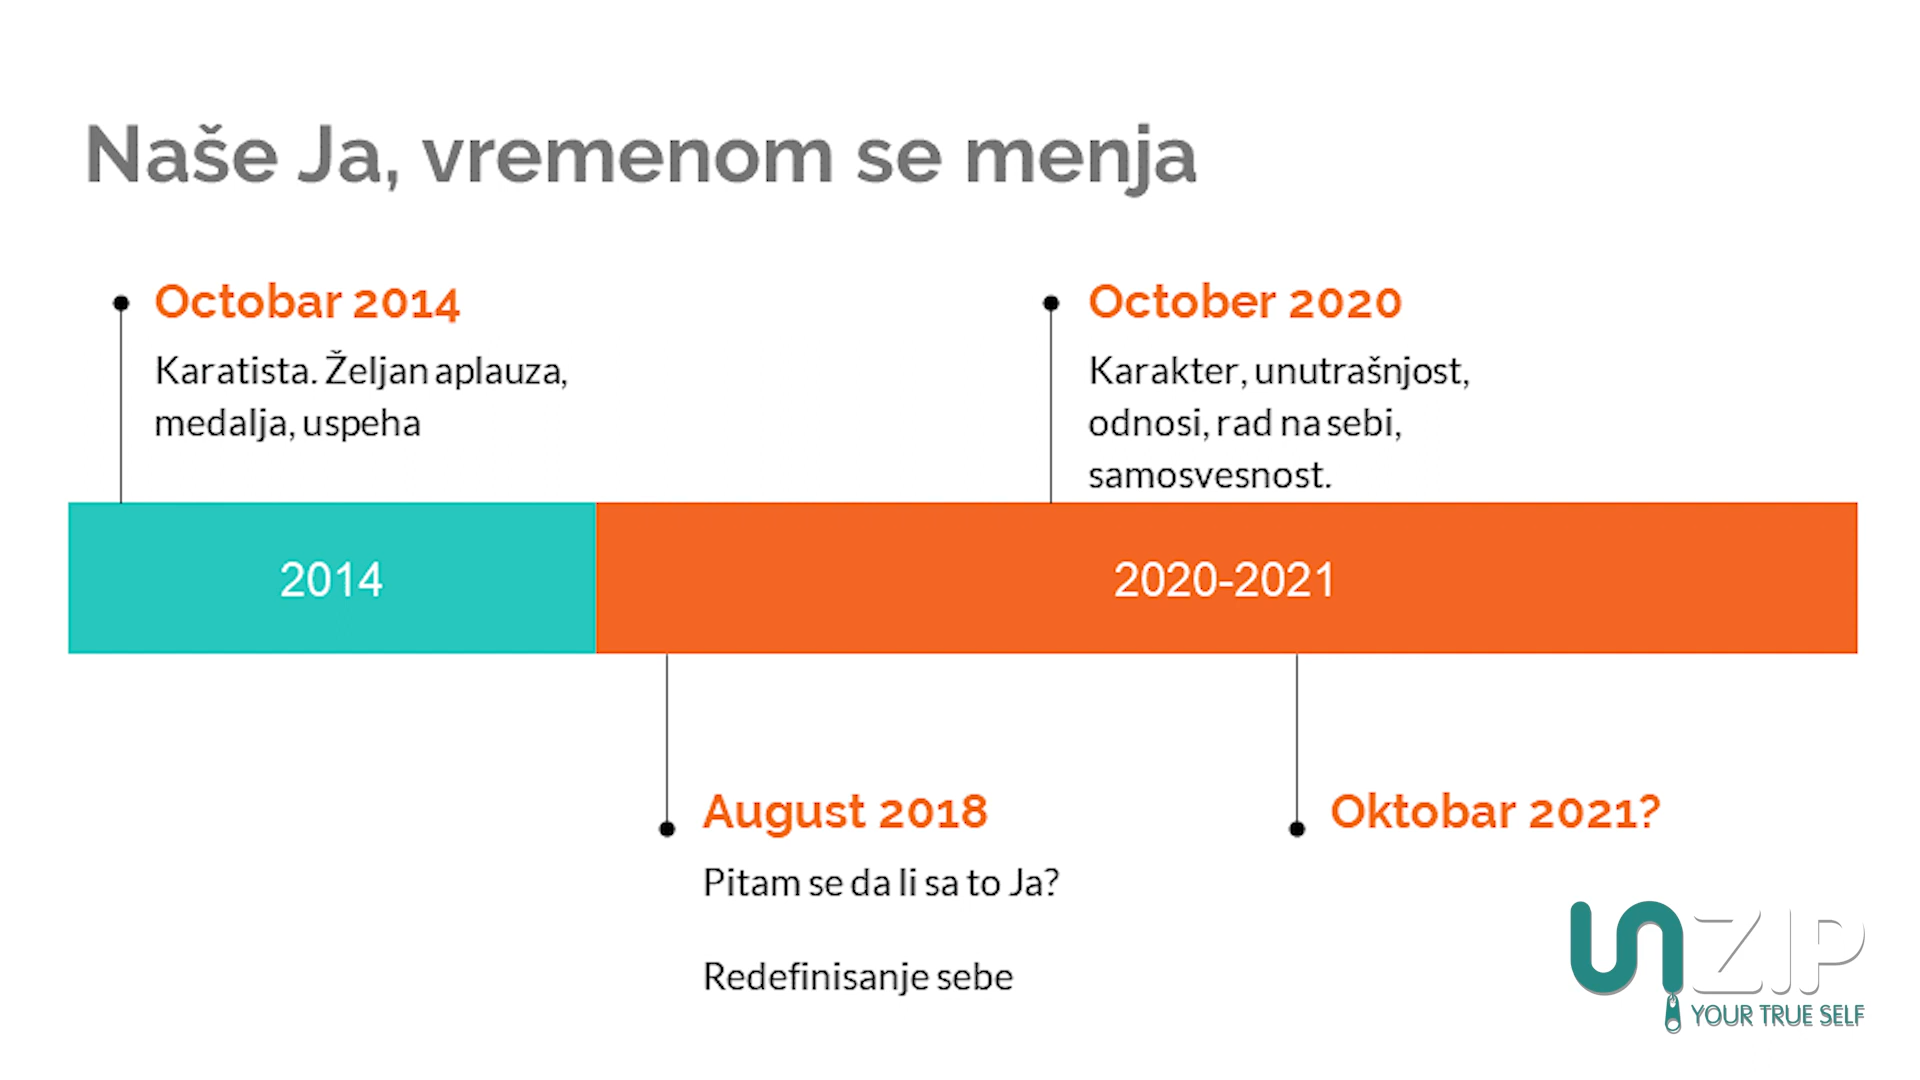 Naše Ja, vremenom se menja
Octobar 2014
Karatista. Željan aplauza,
medalja, uspeha
October 2020
Karakter, unutrašnjost,
odnosi, rad na sebi,
samosvesnost.
2014
2020-2021
August 2018
Pitam se da li sa to Ja?
Redefinisanje sebe
Oktobar 2021?
UNZIP
YOUR TRUE SELF